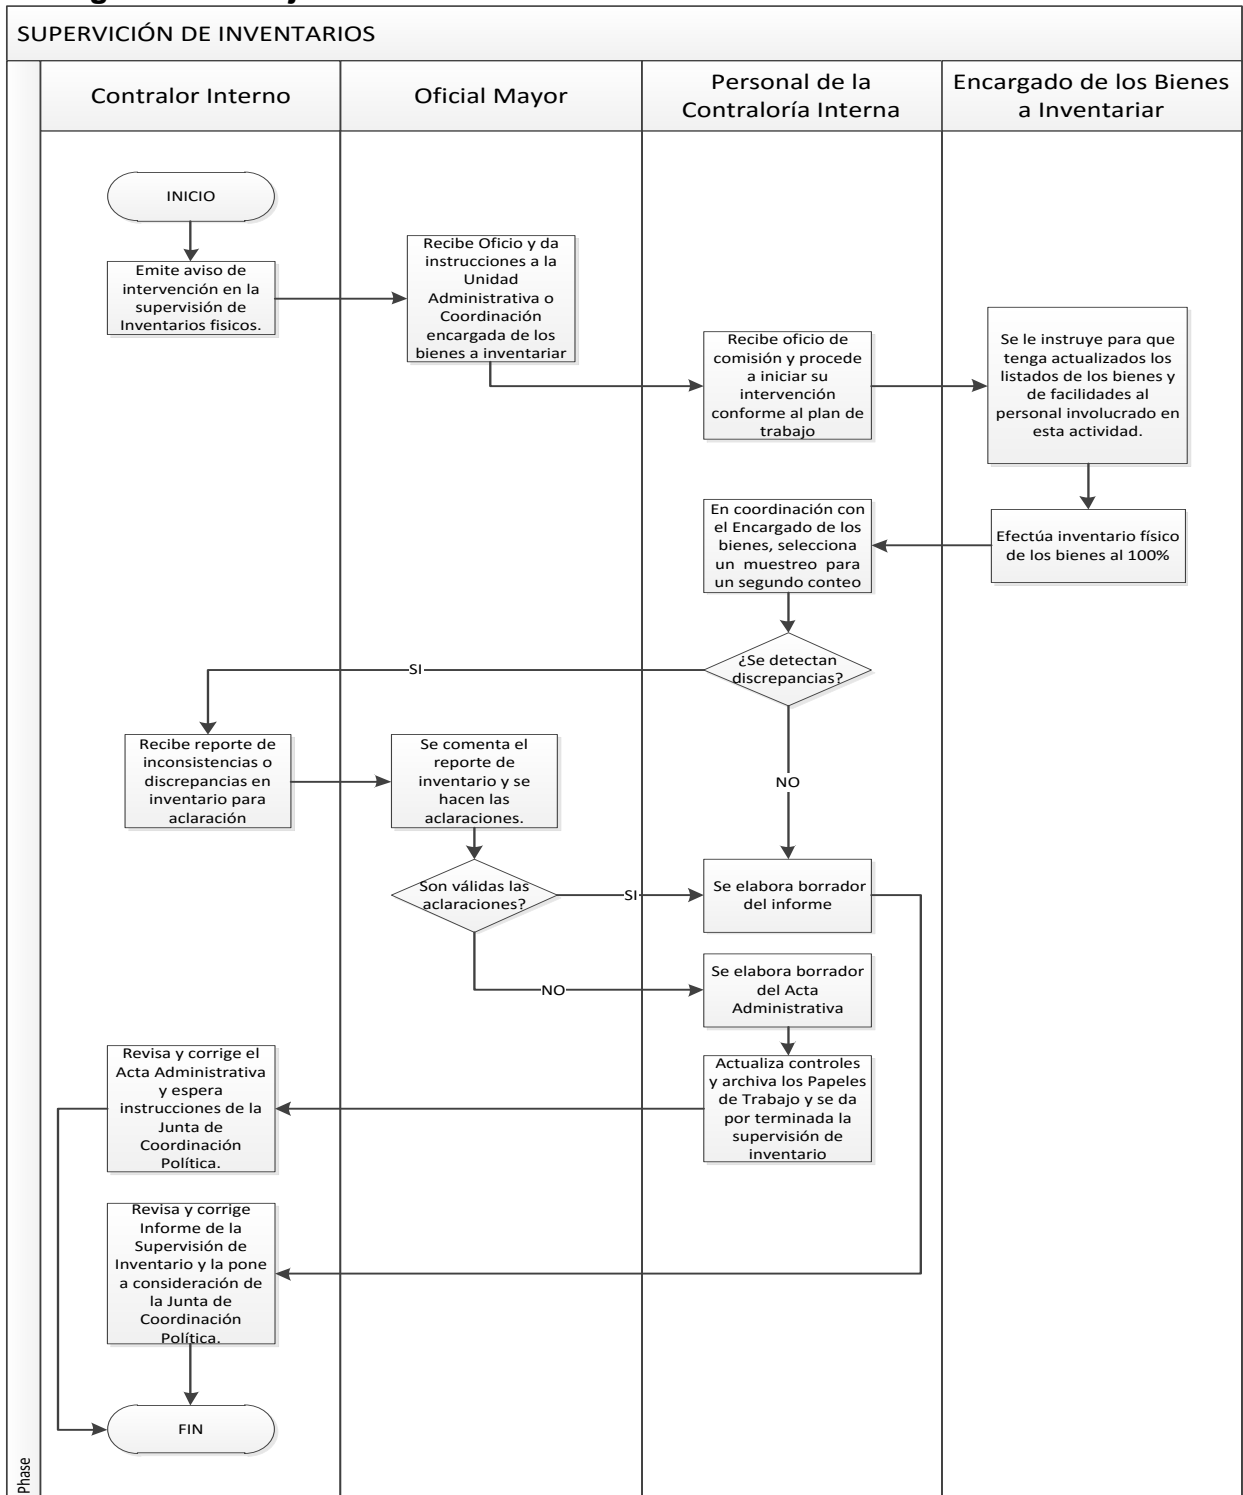 SUPERVICIÓN DE INVENTARIOS
Contralor Interno
Oficial Mayor
Personal de la
Contraloría Interna
Encargado de los Bienes
a Inventariar
INICIO
Emite aviso de
intervención en la
supervisión de
Inventarios fisicos.
Recibe Oficio y da
instrucciones a la
Unidad
Administrativa o
Coordinación
encargada de los
bienes a inventariar
Recibe oficio de
comisión y procede
a iniciar su
intervención
conforme al plan de
trabajo
Se le instruye para que
tenga actualizados los
listados de los bienes y
de facilidades al
personal involucrado en
esta actividad.
Efectúa inventario físico
de los bienes al 100%
En coordinación con
el Encargado de los
bienes, selecciona
un muestreo para
un segundo conteo
¿Se detectan
discrepancias?
SI
NO
Recibe reporte de
inconsistencias o
discrepancias en
inventario para
aclaración
Se comenta el
reporte de
inventario y se
hacen las
aclaraciones.
Son válidas las
aclaraciones?
SI
Se elabora borrador
del informe
NO
Se elabora borrador
del Acta
Administrativa
Actualiza controles
y archiva los Papeles
de Trabajo y se da
por terminada la
supervisión de
inventario
Revisa y corrige el
Acta Administrativa
y espera
instrucciones de la
Junta de
Coordinación
Política.
Revisa y corrige
Informe de la
Supervisión de
Inventario y la pone
a consideración de
la Junta de
Coordinación
Política.
FIN
Phase